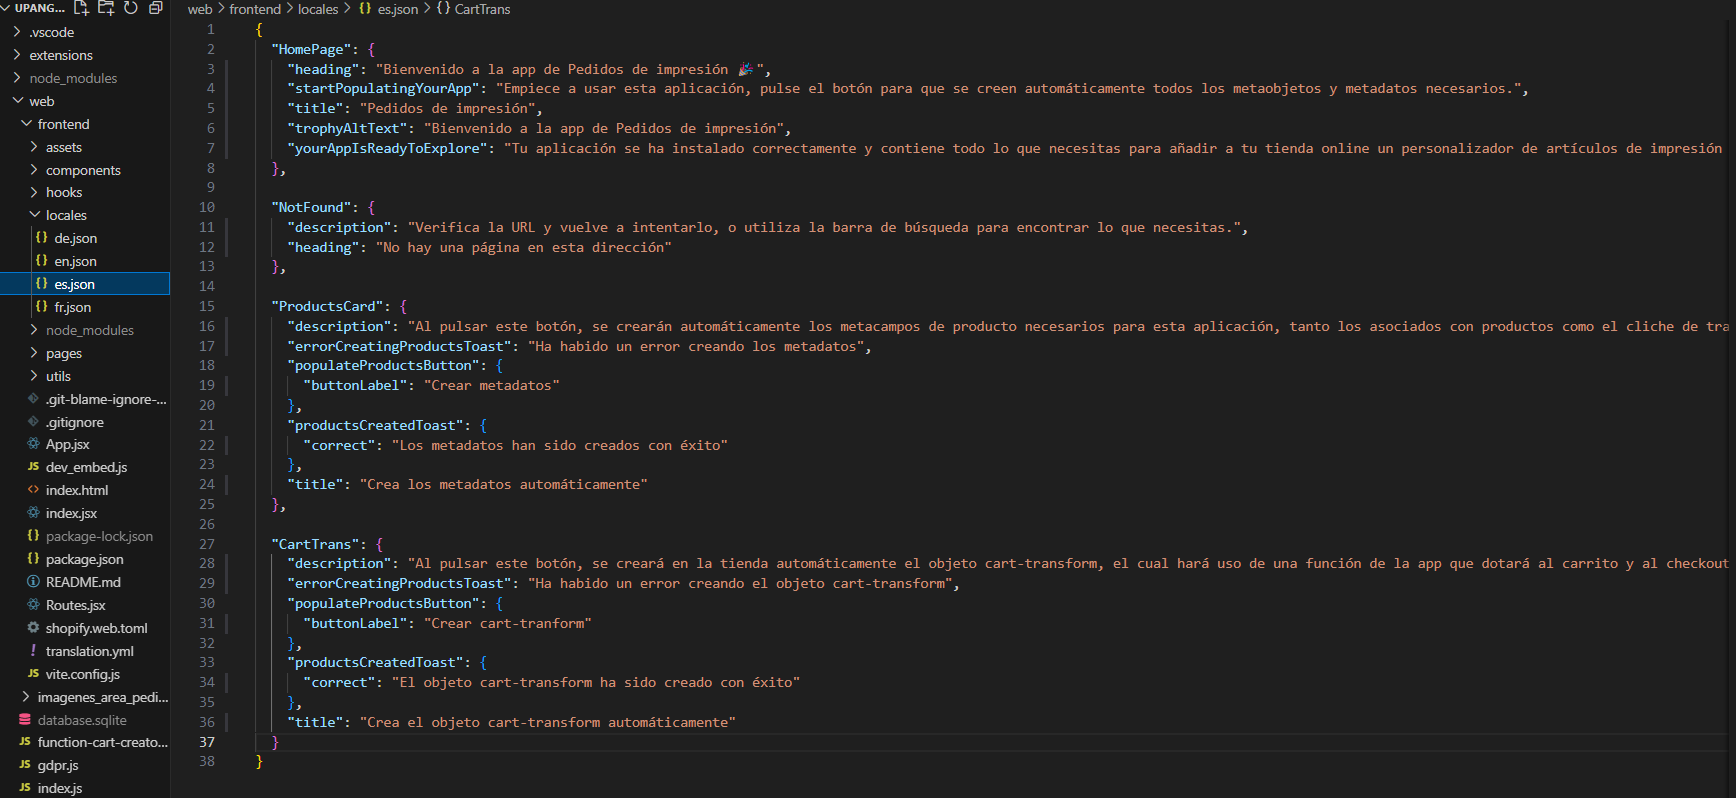 UPANG...
.vscode
extensions
node_modules
web
frontend
assets
components
hooks
locales
{} de.json
{} en.json
{} es.json
{} fr.json
node_modules
pages
utils
.git-blame-ignore-...
.gitignore
App.jsx
JS dev_embed.js
<> index.html
index.jsx
{} package-lock.json
{} package.json
README.md
Routes.jsx
shopify.web.toml
! translation.yml
JS vite.config.js
imagenes_area_pedi...
database.sqlite
JS function-cart-creato...
JS gdpr.js
JS index.js
web > frontend > locales > {} es.json > {} CartTrans
1 {
2 "HomePage": {
3 "heading": "Bienvenido a la app de Pedidos de impresión 🎉",
4 "startPopulatingYourApp": "Empiece a usar esta aplicación, pulse el botón para que se creen automáticamente todos los metaobjetos y metadatos necesarios.",
5 "title": "Pedidos de impresión",
6 "trophyAltText": "Bienvenido a la app de Pedidos de impresión",
7 "yourAppIsReadyToExplore": "Tu aplicación se ha instalado correctamente y contiene todo lo que necesitas para añadir a tu tienda online un personalizador de artículos de impresión
8 },
9
10 "NotFound": {
11 "description": "Verifica la URL y vuelve a intentarlo, o utiliza la barra de búsqueda para encontrar lo que necesitas.",
12 "heading": "No hay una página en esta dirección"
13 },
14
15 "ProductsCard": {
16 "description": "Al pulsar este botón, se crearán automáticamente los metacampos de producto necesarios para esta aplicación, tanto los asociados con productos como el cliche de tra
17 "errorCreatingProductsToast": "Ha habido un error creando los metadatos",
18 "populateProductsButton": {
19 "buttonLabel": "Crear metadatos"
20 },
21 "productsCreatedToast": {
22 "correct": "Los metadatos han sido creados con éxito"
23 },
24 "title": "Crea los metadatos automáticamente"
25 },
26
27 "CartTrans": {
28 "description": "Al pulsar este botón, se creará en la tienda automáticamente el objeto cart-transform, el cual hará uso de una función de la app que dotará al carrito y al checkout
29 "errorCreatingProductsToast": "Ha habido un error creando el objeto cart-transform",
30 "populateProductsButton": {
31 "buttonLabel": "Crear cart-tranform"
32 },
33 "productsCreatedToast": {
34 "correct": "El objeto cart-transform ha sido creado con éxito"
35 },
36 "title": "Crea el objeto cart-transform automáticamente"
37 }
38 }